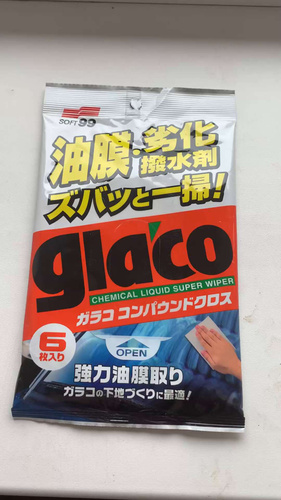 SOFT99
油膜・劣化
撥水剤
ズバッと一掃!
glaco
CHEMICAL LIQUID SUPER WIPER
ガラコ コンパウンドクロス
6
枚入り
OPEN
強力油膜取り
ガラコの下地づくりに最適!